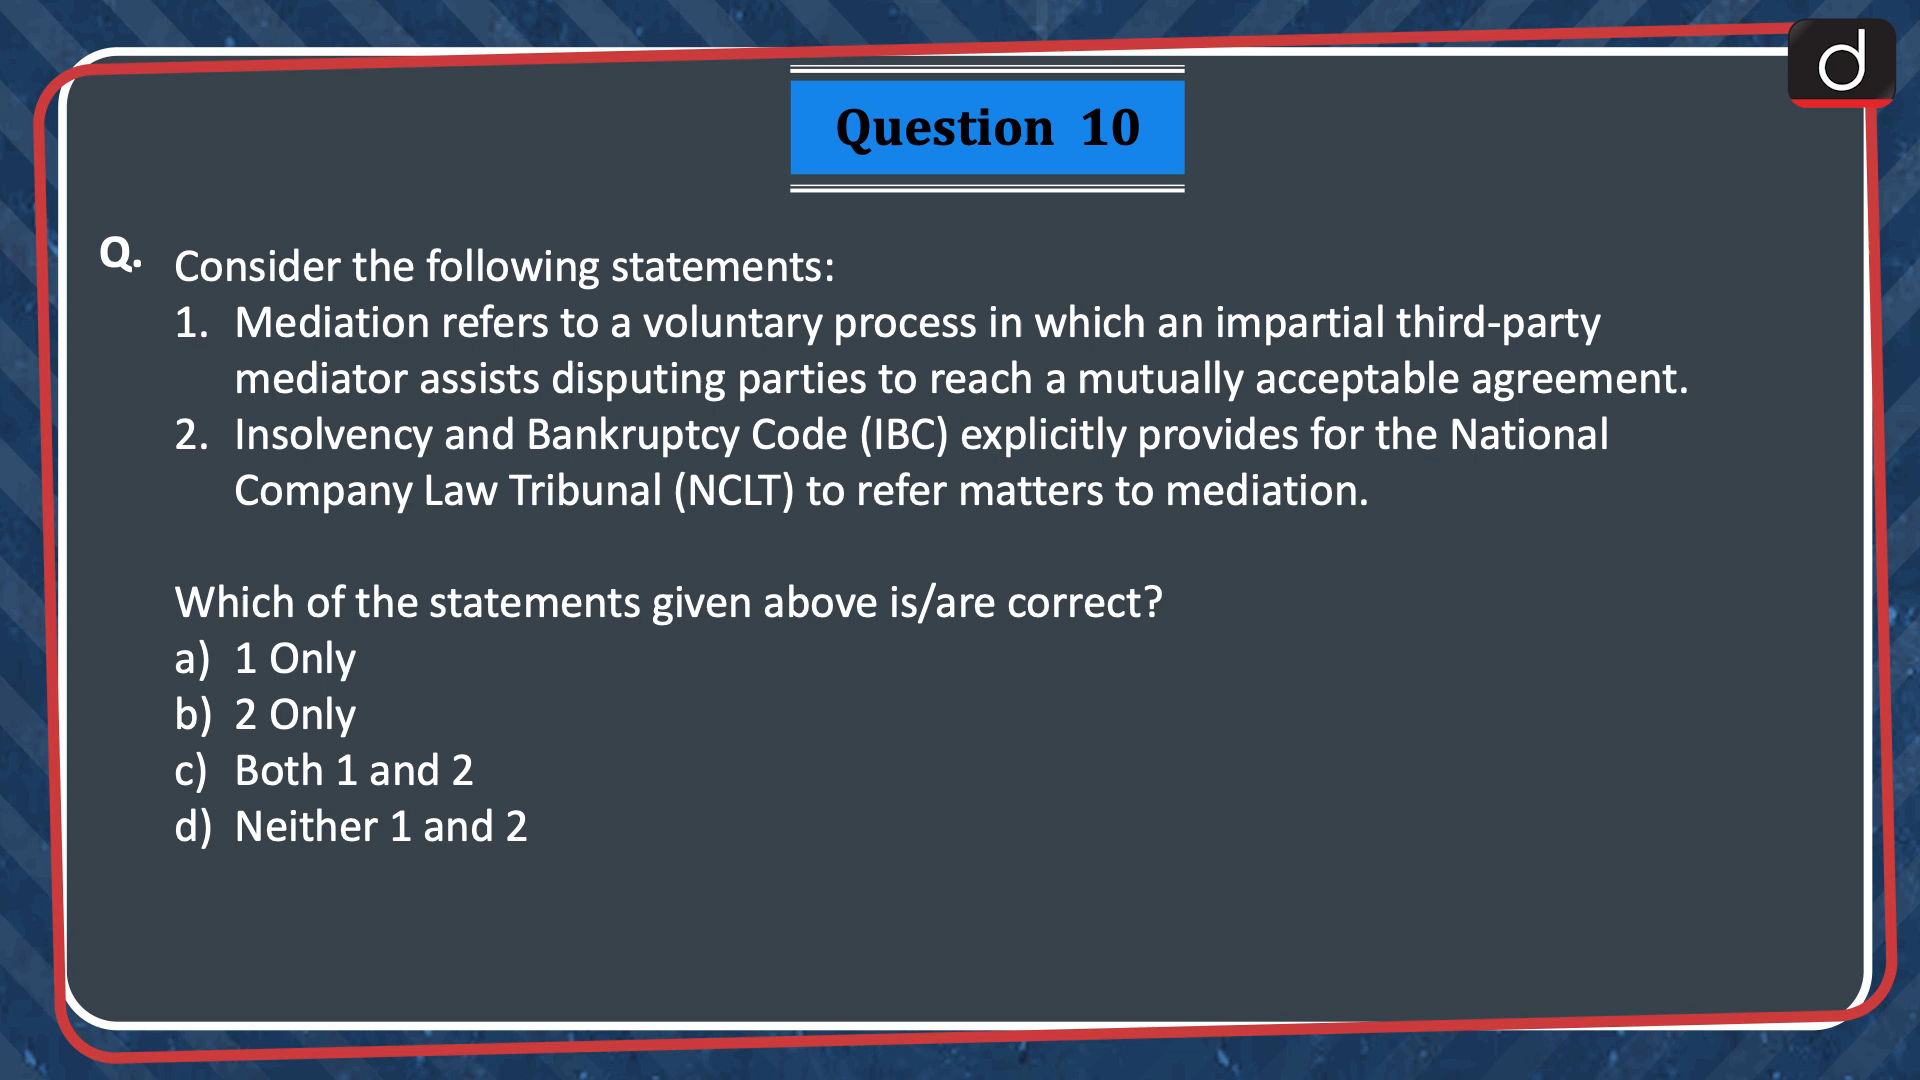 Question 10
Q. Consider the following statements:
1. Mediation refers to a voluntary process in which an impartial third-party
mediator assists disputing parties to reach a mutually acceptable agreement.
2. Insolvency and Bankruptcy Code (IBC) explicitly provides for the National
Company Law Tribunal (NCLT) to refer matters to mediation.
Which of the statements given above is/are correct?
a) 1 Only
b) 2 Only
c) Both 1 and 2
d) Neither 1 and 2